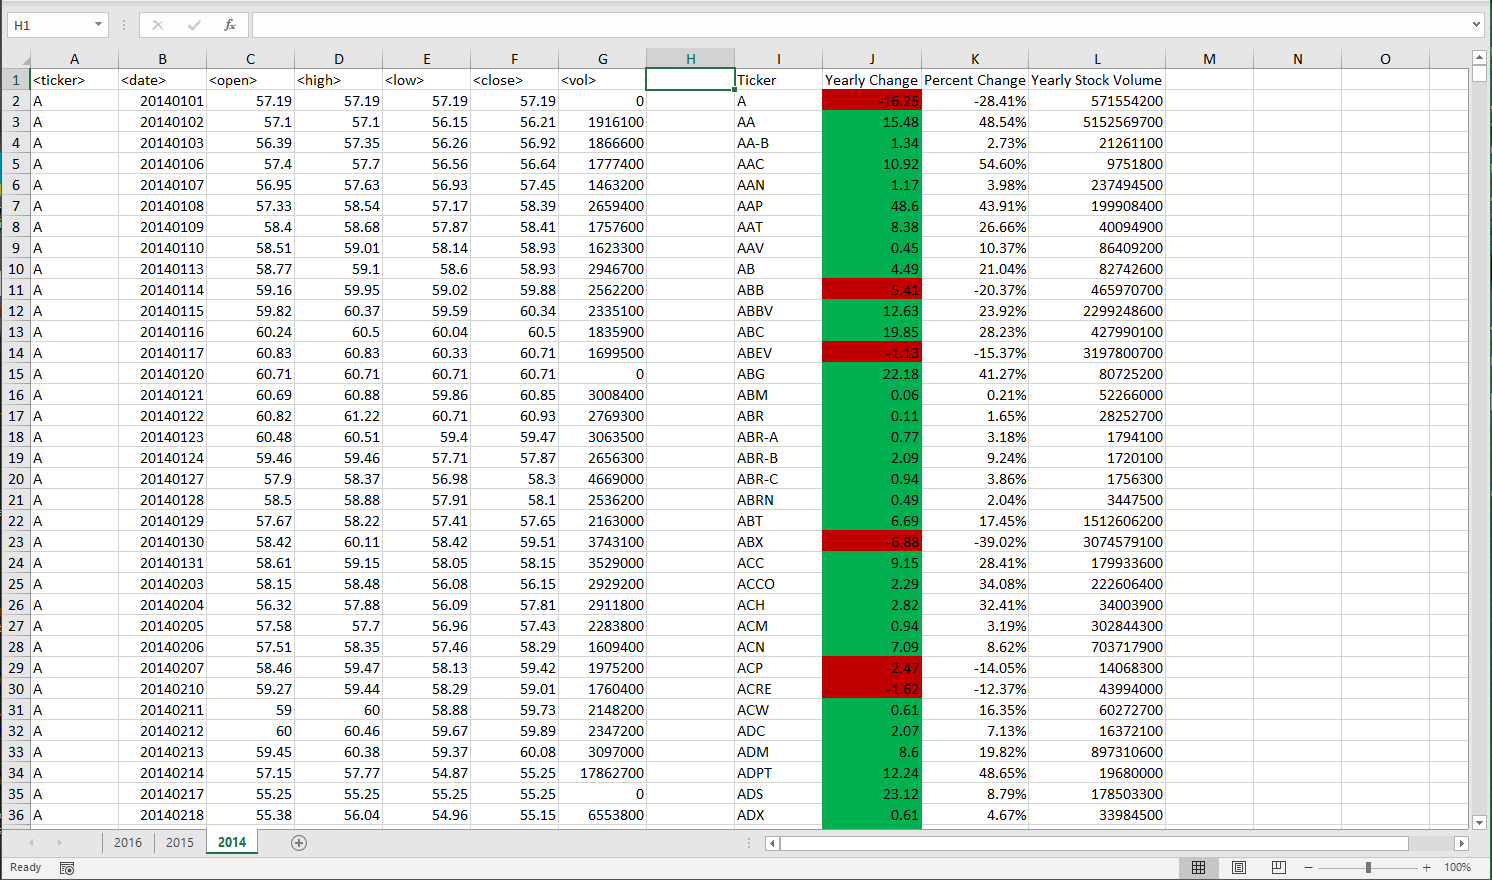 H1 fx
A B C D E F G H I J K L M N O
1 <ticker> <date> <open> <high> <low> <close> <vol> Ticker Yearly Change Percent Change Yearly Stock Volume
2 A 20140101 57.19 57.19 57.19 57.19 0 A -16.25 -28.41% 571554200
3 A 20140102 57.1 57.1 56.15 56.21 1916100 AA 15.48 48.54% 5152569700
4 A 20140103 56.39 57.35 56.26 56.92 1866600 AA-B 1.34 2.73% 21261100
5 A 20140106 57.4 57.7 56.56 56.64 1777400 AAC 10.92 54.60% 9751800
6 A 20140107 56.95 57.63 56.93 57.45 1463200 AAN 1.17 3.98% 237494500
7 A 20140108 57.33 58.54 57.17 58.39 2659400 AAP 48.6 43.91% 199908400
8 A 20140109 58.4 58.68 57.87 58.41 1757600 AAT 8.38 26.66% 40094900
9 A 20140110 58.51 59.01 58.14 58.93 1623300 AAV 0.45 10.37% 86409200
10 A 20140113 58.77 59.1 58.6 58.93 2946700 AB 4.49 21.04% 82742600
11 A 20140114 59.16 59.95 59.02 59.88 2562200 ABB -5.41 -20.37% 465970700
12 A 20140115 59.82 60.37 59.59 60.34 2335100 ABBV 12.63 23.92% 2299248600
13 A 20140116 60.24 60.5 60.04 60.5 1835900 ABC 19.85 28.23% 427990100
14 A 20140117 60.83 60.83 60.33 60.71 1699500 ABEV -1.13 -15.37% 3197800700
15 A 20140120 60.71 60.71 60.71 60.71 0 ABG 22.18 41.27% 80725200
16 A 20140121 60.69 60.88 59.86 60.85 3008400 ABM 0.06 0.21% 52266000
17 A 20140122 60.82 61.22 60.71 60.93 2769300 ABR 0.11 1.65% 28252700
18 A 20140123 60.48 60.51 59.4 59.47 3063500 ABR-A 0.77 3.18% 1794100
19 A 20140124 59.46 59.46 57.71 57.87 2656300 ABR-B 2.09 9.24% 1720100
20 A 20140127 57.9 58.37 56.98 58.3 4669000 ABR-C 0.94 3.86% 1756300
21 A 20140128 58.5 58.88 57.91 58.1 2536200 ABRN 0.49 2.04% 3447500
22 A 20140129 57.67 58.22 57.41 57.65 2163000 ABT 6.69 17.45% 1512606200
23 A 20140130 58.42 60.11 58.42 59.51 3743100 ABX -6.88 -39.02% 3074579100
24 A 20140131 58.61 59.15 58.05 58.15 3529000 ACC 9.15 28.41% 179933600
25 A 20140203 58.15 58.48 56.08 56.15 2929200 ACCO 2.29 34.08% 222606400
26 A 20140204 56.32 57.88 56.09 57.81 2911800 ACH 2.82 32.41% 34003900
27 A 20140205 57.58 57.7 56.96 57.43 2283800 ACM 0.94 3.19% 302844300
28 A 20140206 57.51 58.35 57.46 58.29 1609400 ACN 7.09 8.62% 703717900
29 A 20140207 58.46 59.47 58.13 59.42 1975200 ACP -2.47 -14.05% 14068300
30 A 20140210 59.27 59.44 58.29 59.01 1760400 ACRE -1.62 -12.37% 43994000
31 A 20140211 59 60 58.88 59.73 2148200 ACW 0.61 16.35% 60272700
32 A 20140212 60 60.46 59.67 59.89 2347200 ADC 2.07 7.13% 16372100
33 A 20140213 59.45 60.38 59.37 60.08 3097000 ADM 8.6 19.82% 897310600
34 A 20140214 57.15 57.77 54.87 55.25 17862700 ADPT 12.24 48.65% 19680000
35 A 20140217 55.25 55.25 55.25 55.25 0 ADS 23.12 8.79% 178503300
36 A 20140218 55.38 56.04 54.96 55.15 6553800 ADX 0.61 4.67% 33984500
2016 2015 2014
Ready 100%